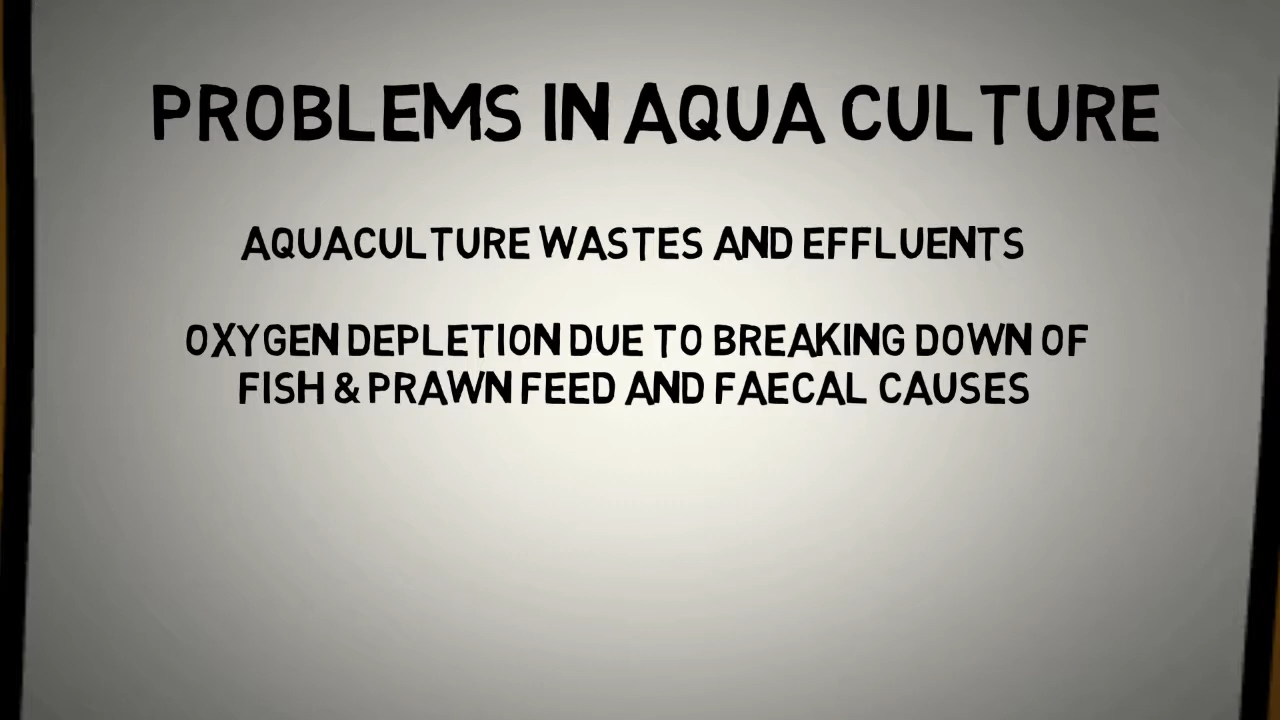 PROBLEMS IN AQUA CULTURE
AQUACULTURE WASTES AND EFFLUENTS
OXYGEN DEPLETION DUE TO BREAKING DOWN OF
FISH & PRAWN FEED AND FAECAL CAUSES